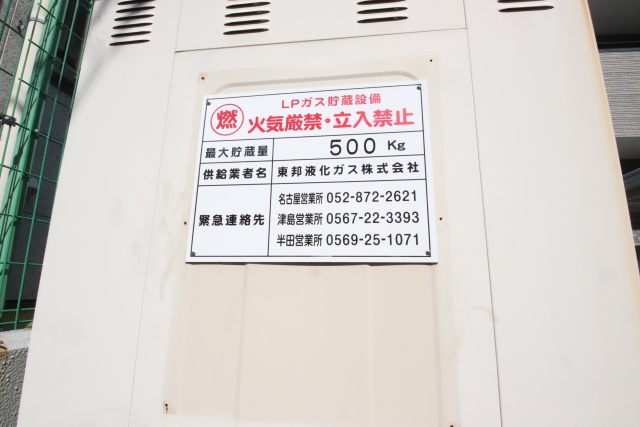 LPガス貯蔵設備
燃 火気厳禁・立入禁止
最大貯蔵量 500 Kg
供給業者名 東邦液化ガス株式会社
緊急連絡先
名古屋営業所 052-872-2621
津島営業所 0567-22-3393
半田営業所 0569-25-1071